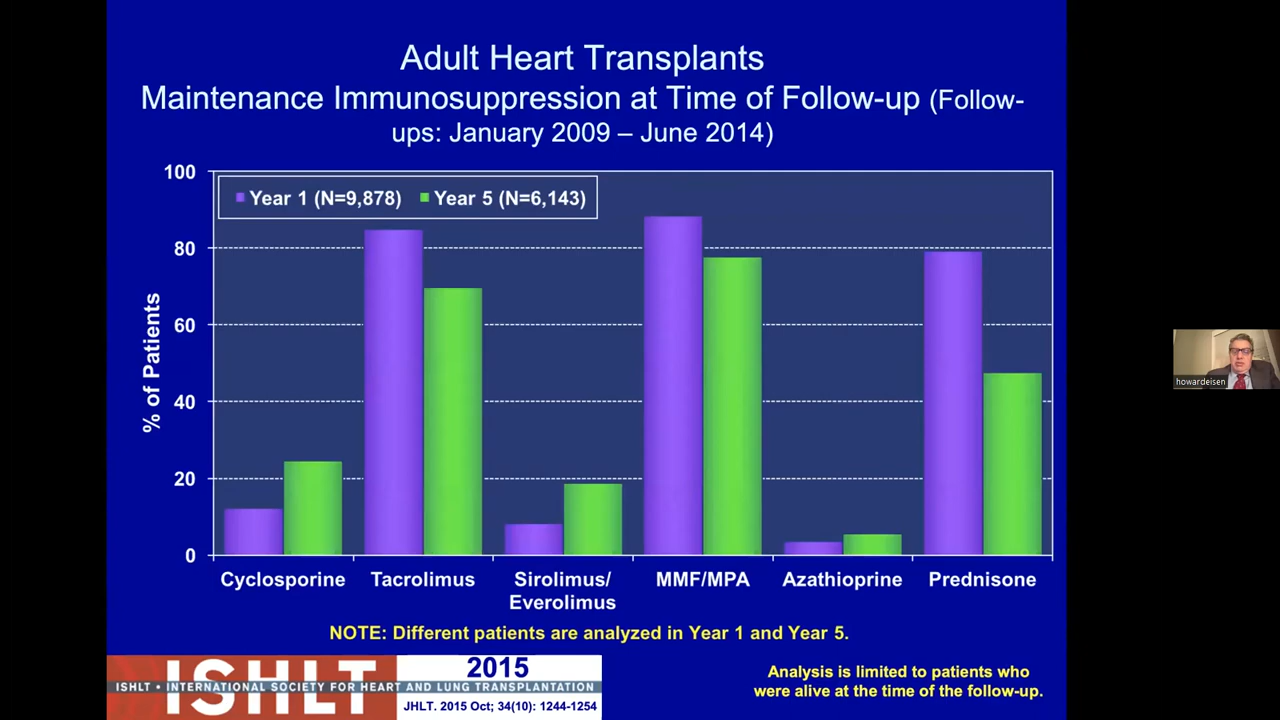 Adult Heart Transplants
Maintenance Immunosuppression at Time of Follow-up (Follow-
ups: January 2009 – June 2014)
100
80
60
40
20
0
% of Patients
Year 1 (N=9,878) Year 5 (N=6,143)
Cyclosporine
Tacrolimus
Sirolimus/
Everolimus
MMF/MPA
Azathioprine
Prednisone
NOTE: Different patients are analyzed in Year 1 and Year 5.
ISHLT
ISHLT • INTERNATIONAL SOCIETY FOR HEART AND LUNG TRANSPLANTATION
2015
JHLT. 2015 Oct; 34(10): 1244-1254
Analysis is limited to patients who
were alive at the time of the follow-up.
howardeisen